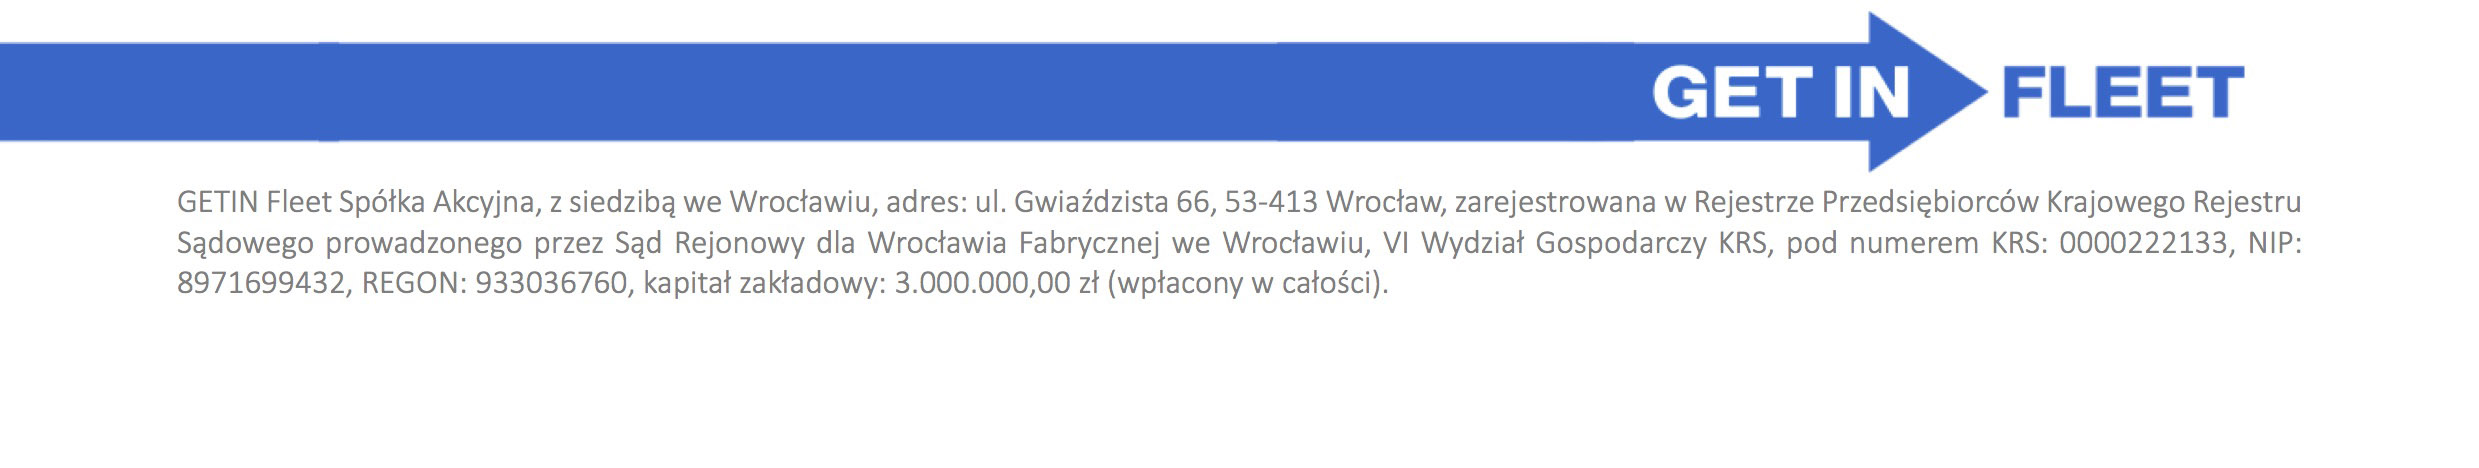 GET IN FLEET
GETIN Fleet Spółka Akcyjna, z siedzibą we Wrocławiu, adres: ul. Gwiaździsta 66, 53-413 Wrocław, zarejestrowana w Rejestrze Przedsiębiorców Krajowego Rejestru
Sądowego prowadzonego przez Sąd Rejonowy dla Wrocławia Fabrycznej we Wrocławiu, VI Wydział Gospodarczy KRS, pod numerem KRS: 0000222133, NIP:
8971699432, REGON: 933036760, kapitał zakładowy: 3.000.000,00 zł (wpłacony w całości).